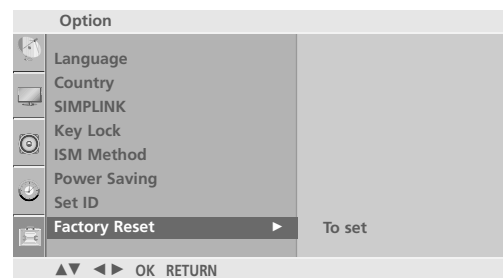 Option
Language
Country
SIMPLINK
Key Lock
ISM Method
Power Saving
Set ID
Factory Reset ► To set
▲▼ ◄► OK RETURN